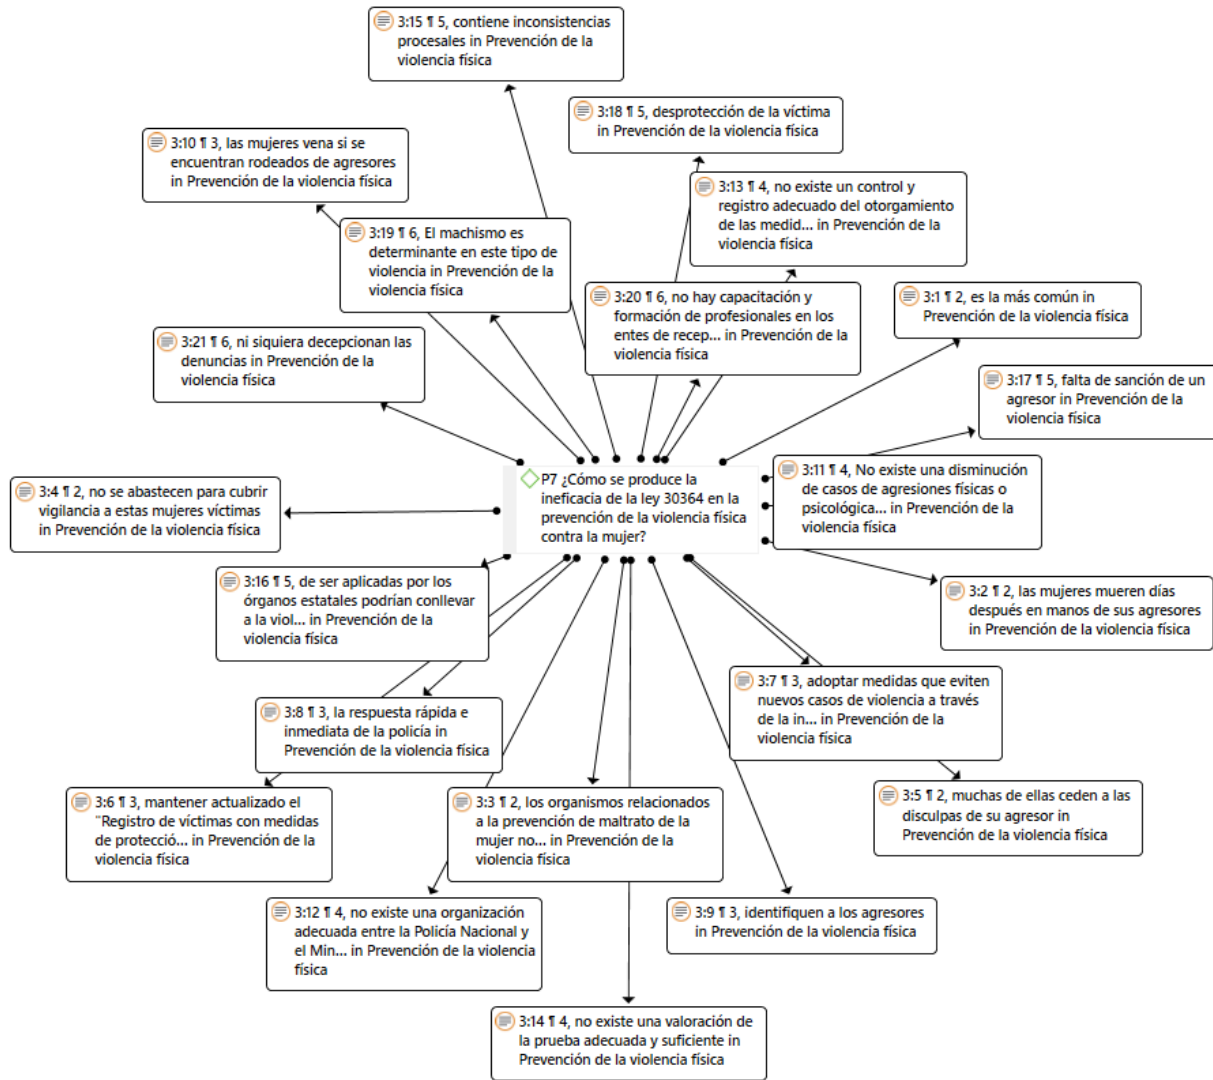 3:15 ¶ 5, contiene inconsistencias
procesales in Prevención de la
violencia física
3:18 ¶ 5, desprotección de la víctima
in Prevención de la violencia física
3:10 ¶ 3, las mujeres vena si se
encuentran rodeados de agresores
in Prevención de la violencia física
3:13 ¶ 4, no existe un control y
registro adecuado del otorgamiento
de las medid... in Prevención de la
violencia física
3:19 ¶ 6, El machismo es
determinante en este tipo de
violencia in Prevención de la
violencia física
3:20 ¶ 6, no hay capacitación y
formación de profesionales en los
entes de recep... in Prevención de la
violencia física
3:1 ¶ 2, es la más común in
Prevención de la violencia física
3:21 ¶ 6, ni siquiera decepcionan las
denuncias in Prevención de la
violencia física
3:17 ¶ 5, falta de sanción de un
agresor in Prevención de la
violencia física
3:11 ¶ 4, No existe una disminución
de casos de agresiones físicas o
psicológica... in Prevención de la
violencia física
P7 ¿Cómo se produce la
ineficacia de la ley 30364 en la
prevención de la violencia física
contra la mujer?
3:4 ¶ 2, no se abastecen para cubrir
vigilancia a estas mujeres víctimas
in Prevención de la violencia física
3:16 ¶ 5, de ser aplicadas por los
órganos estatales podrían conllevar
a la viol... in Prevención de la
violencia física
3:2 ¶ 2, las mujeres mueren días
después en manos de sus agresores
in Prevención de la violencia física
3:7 ¶ 3, adoptar medidas que eviten
nuevos casos de violencia a través
de la in... in Prevención de la
violencia física
3:8 ¶ 3, la respuesta rápida e
inmediata de la policía in
Prevención de la violencia física
3:6 ¶ 3, mantener actualizado el
"Registro de víctimas con medidas
de protecció... in Prevención de la
violencia física
3:3 ¶ 2, los organismos relacionados
a la prevención de maltrato de la
mujer no... in Prevención de la
violencia física
3:5 ¶ 2, muchas de ellas ceden a las
disculpas de su agresor in
Prevención de la violencia física
3:12 ¶ 4, no existe una organización
adecuada entre la Policía Nacional y
el Min... in Prevención de la violencia
física
3:9 ¶ 3, identifiquen a los agresores
in Prevención de la violencia física
3:14 ¶ 4, no existe una valoración de
la prueba adecuada y suficiente in
Prevención de la violencia física